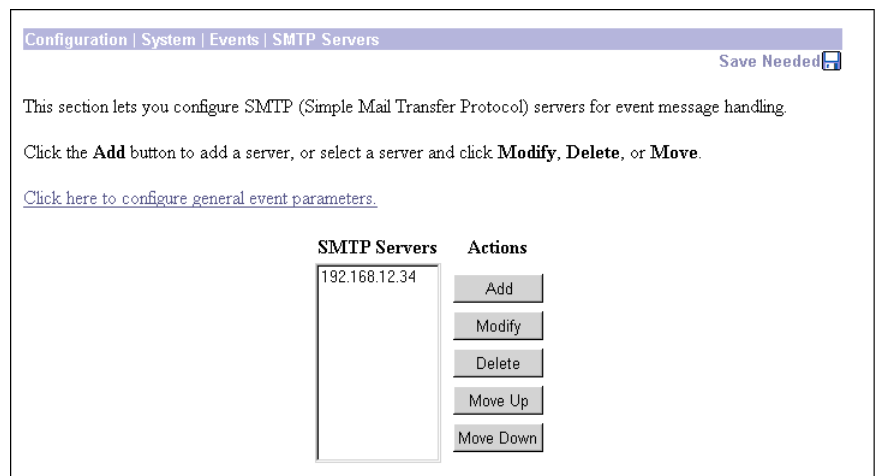 Configuration | System | Events | SMTP Servers
Save Needed
This section lets you configure SMTP (Simple Mail Transfer Protocol) servers for event message handling.
Click the Add button to add a server, or select a server and click Modify, Delete, or Move.
Click here to configure general event parameters.
SMTP Servers Actions
192.168.12.34
Add
Modify
Delete
Move Up
Move Down